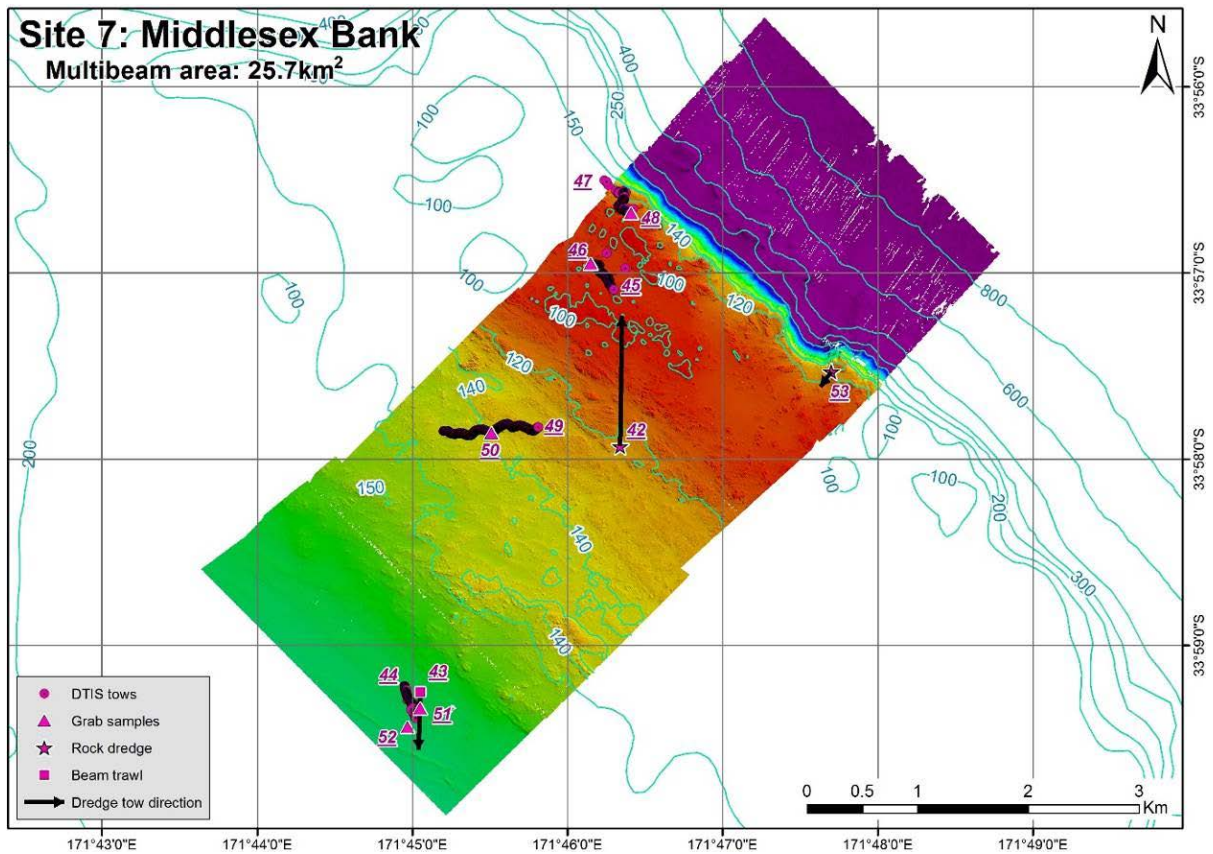 Site 7: Middlesex Bank
Multibeam area: 25.7km²
N
400
300
400
250
150
800
600
100
100
100
100
200
47
48
140
46
45
100
100
120
120
140
53
49
50
42
100
100
200
300
150
140
140
44
43
51
52
33°56'0"S
33°57'0"S
33°58'0"S
33°59'0"S
DTIS tows
Grab samples
Rock dredge
Beam trawl
Dredge tow direction
0 0.5 1 2 3
Km
171°43'0"E 171°44'0"E 171°45'0"E 171°46'0"E 171°47'0"E 171°48'0"E 171°49'0"E